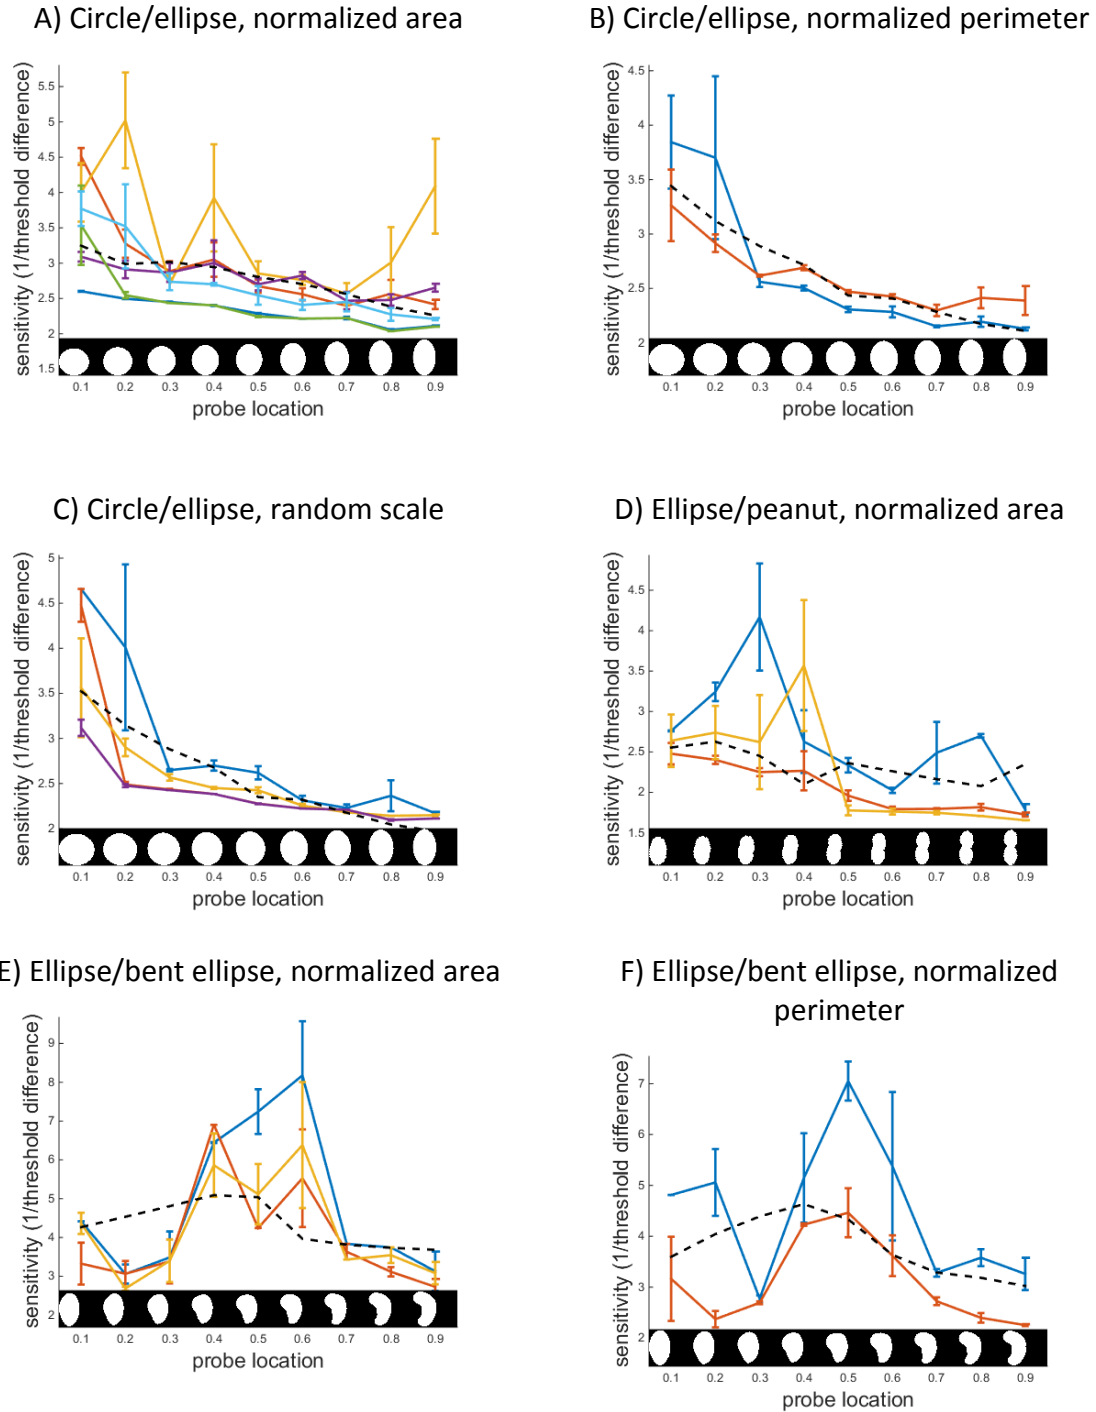 A) Circle/ellipse, normalized area
B) Circle/ellipse, normalized perimeter
sensitivity (1/threshold difference)
5.5
5
4.5
4
3.5
3
2.5
2
1.5
0.1 0.2 0.3 0.4 0.5 0.6 0.7 0.8 0.9
probe location
sensitivity (1/threshold difference)
4.5
4
3.5
3
2.5
2
0.1 0.2 0.3 0.4 0.5 0.6 0.7 0.8 0.9
probe location
C) Circle/ellipse, random scale
D) Ellipse/peanut, normalized area
sensitivity (1/threshold difference)
5
4.5
4
3.5
3
2.5
2
0.1 0.2 0.3 0.4 0.5 0.6 0.7 0.8 0.9
probe location
sensitivity (1/threshold difference)
4.5
4
3.5
3
2.5
2
1.5
0.1 0.2 0.3 0.4 0.5 0.6 0.7 0.8 0.9
probe location
E) Ellipse/bent ellipse, normalized area
F) Ellipse/bent ellipse, normalized
perimeter
sensitivity (1/threshold difference)
9
8
7
6
5
4
3
2
0.1 0.2 0.3 0.4 0.5 0.6 0.7 0.8 0.9
probe location
sensitivity (1/threshold difference)
7
6
5
4
3
2
0.1 0.2 0.3 0.4 0.5 0.6 0.7 0.8 0.9
probe location